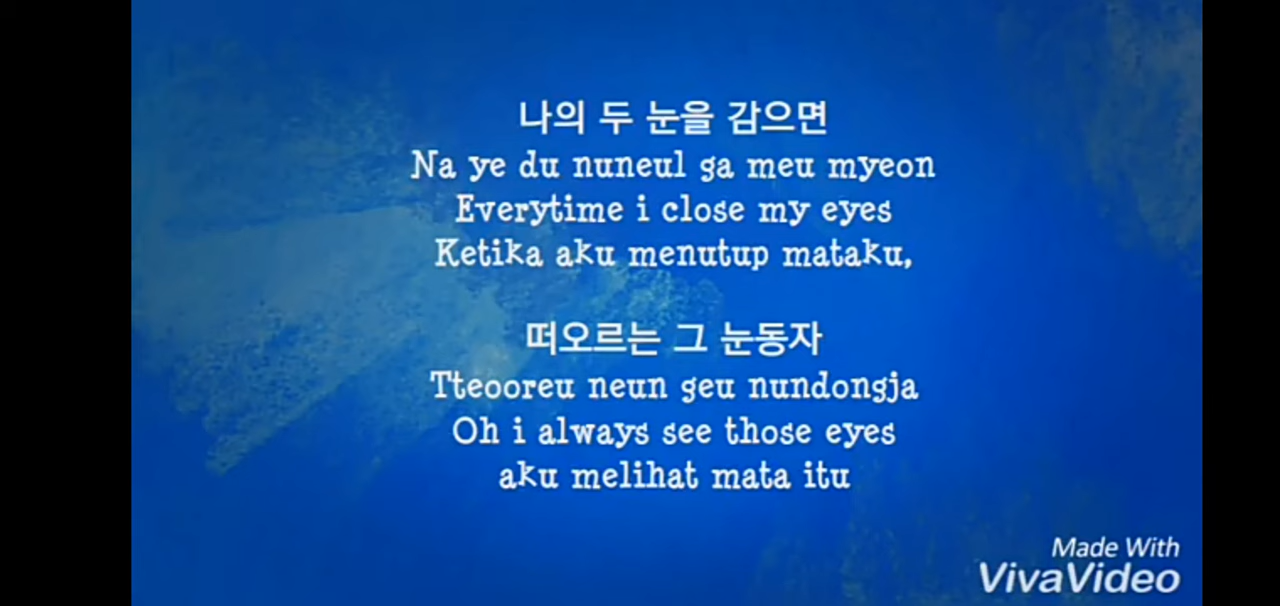 나의 두 눈을 감으면
Na ye du nuneul ga meu myeon
Everytime i close my eyes
Ketika aku menutup mataku,
떠오르는 그 눈동자
Tteooreu neun geu nundongja
Oh i always see those eyes
aku melihat mata itu
Made With
VivaVideo